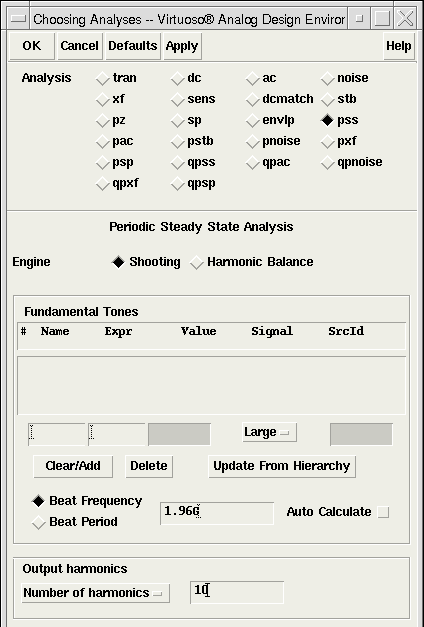 Choosing Analyses -- Virtuoso® Analog Design Enviror
OK Cancel Defaults Apply Help
Analysis tran dc ac noise
xf sens dcmatch stb
pz sp envlp pss
pac pstb pnoise pxf
psp qpss qpac qpnoise
qpxf qpsp
Periodic Steady State Analysis
Engine Shooting Harmonic Balance
Fundamental Tones
# Name Expr Value Signal SrcId
Large
Clear/Add Delete Update From Hierarchy
Beat Frequency
Beat Period 1.96G Auto Calculate
Output harmonics
Number of harmonics 10